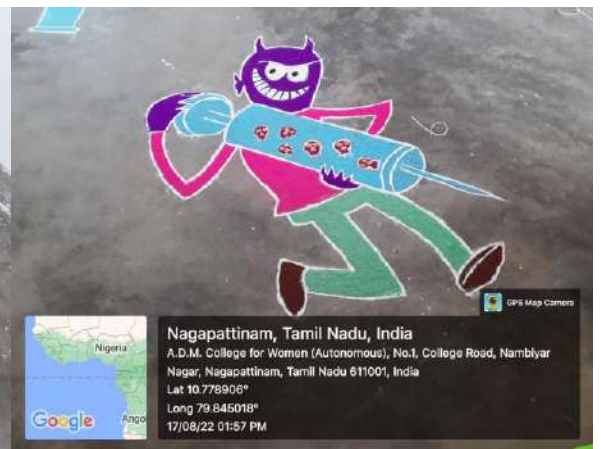 GPS Map Camera
Nigeria
Ango
Google
Nagapattinam, Tamil Nadu, India
A.D.M. College for Women (Autonomous), No.1, College Road, Nambiyar
Nagar, Nagapattinam, Tamil Nadu 611001, India
Lat 10.778906°
Long 79.845018°
17/08/22 01:57 PM